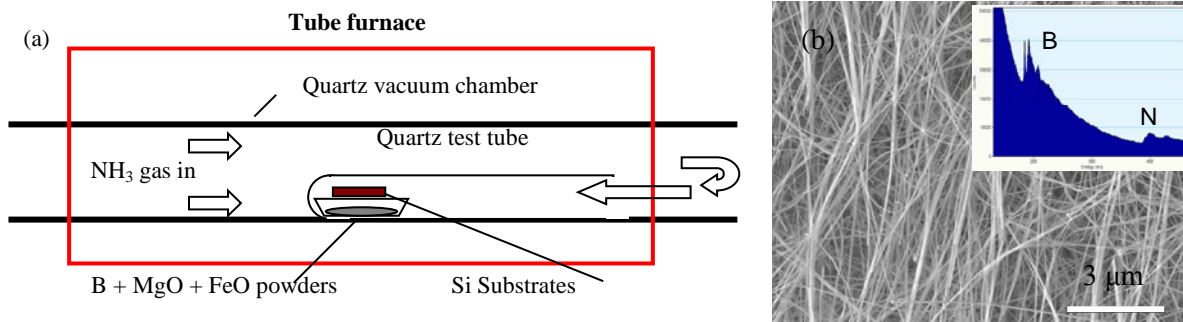 Tube furnace
(a)
Quartz vacuum chamber
Quartz test tube
NH₃ gas in
B + MgO + FeO powders
Si Substrates
(b)
B
N
3 μm